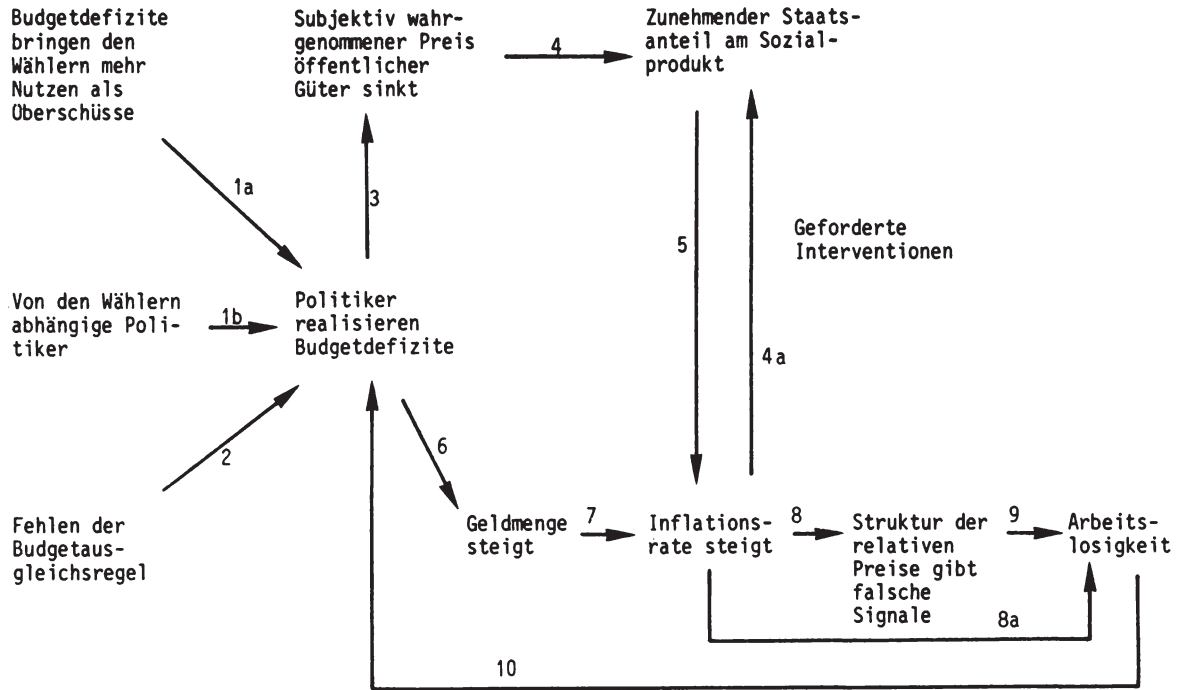 Budgetdefizite
bringen den
Wählern mehr
Nutzen als
Überschüsse
Subjektiv wahr-
genommener Preis
öffentlicher
Güter sinkt
4
Zunehmender Staats-
anteil am Sozial-
produkt
1a
3
5
Geforderte
Interventionen
4a
Von den Wählern
abhängige Poli-
tiker
1b
Politiker
realisieren
Budgetdefizite
2
6
Fehlen der
Budgetaus-
gleichsregel
Geldmenge
steigt
7
Inflations-
rate steigt
8
Struktur der
relativen
Preise gibt
falsche
Signale
9
Arbeits-
losigkeit
8a
10